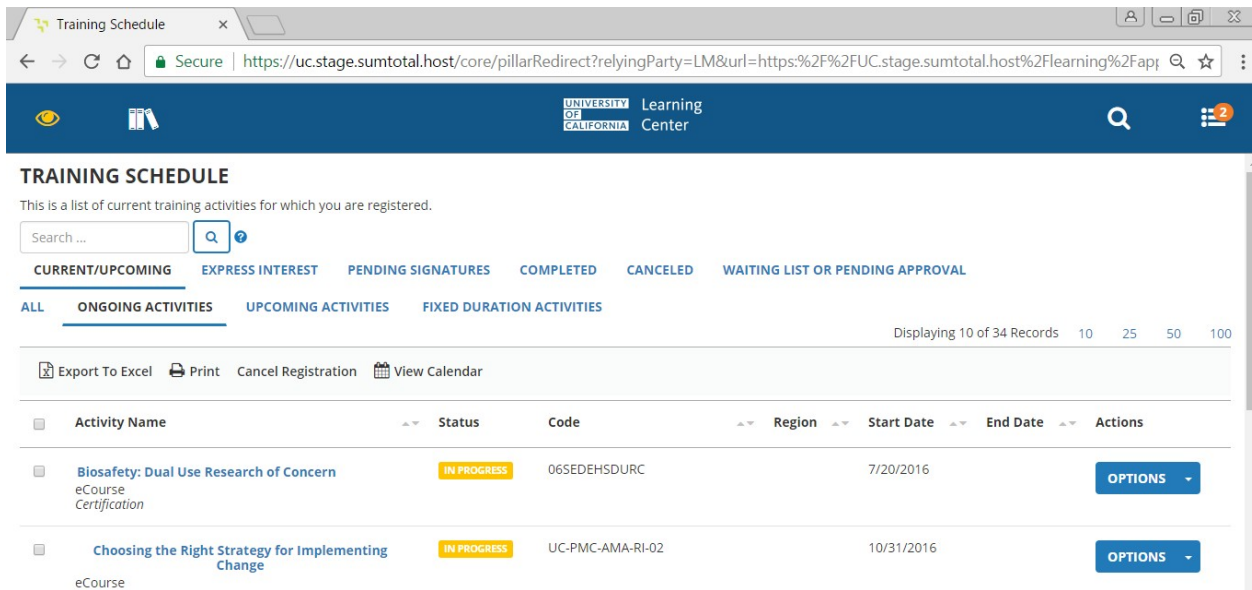 Training Schedule
Secure | https://uc.stage.sumtotal.host/core/pillarRedirect?relyingParty=LM&url=https:%2F%2FUC.stage.sumtotal.host%2Flearning%2Fapp
UNIVERSITY OF CALIFORNIA Learning Center
2
TRAINING SCHEDULE
This is a list of current training activities for which you are registered.
Search ...
CURRENT/UPCOMING EXPRESS INTEREST PENDING SIGNATURES COMPLETED CANCELED WAITING LIST OR PENDING APPROVAL
ALL ONGOING ACTIVITIES UPCOMING ACTIVITIES FIXED DURATION ACTIVITIES
Displaying 10 of 34 Records 10 25 50 100
Export To Excel Print Cancel Registration View Calendar
Activity Name Status Code Region Start Date End Date Actions
Biosafety: Dual Use Research of Concern IN PROGRESS 06SEDEHSDURC 7/20/2016 OPTIONS
eCourse
Certification
Choosing the Right Strategy for Implementing IN PROGRESS UC-PMC-AMA-RI-02 10/31/2016 OPTIONS
Change
eCourse